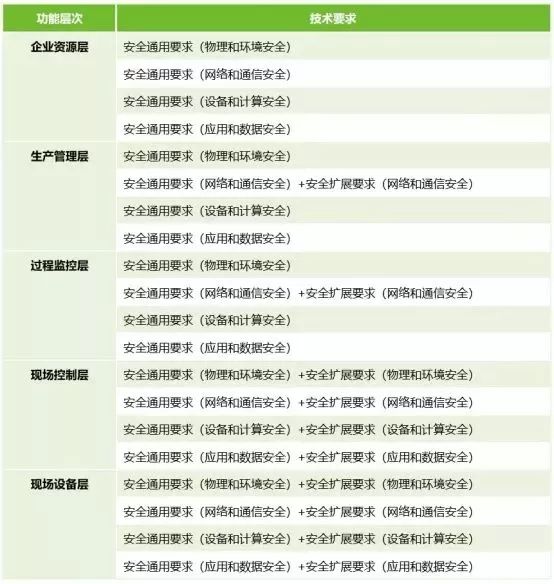 功能层次 技术要求
企业资源层 安全通用要求（物理和环境安全）
安全通用要求（网络和通信安全）
安全通用要求（设备和计算安全）
安全通用要求（应用和数据安全）
生产管理层 安全通用要求（物理和环境安全）
安全通用要求（网络和通信安全）+安全扩展要求（网络和通信安全）
安全通用要求（设备和计算安全）
安全通用要求（应用和数据安全）
过程监控层 安全通用要求（物理和环境安全）
安全通用要求（网络和通信安全）+安全扩展要求（网络和通信安全）
安全通用要求（设备和计算安全）
安全通用要求（应用和数据安全）
现场控制层 安全通用要求（物理和环境安全）+安全扩展要求（物理和环境安全）
安全通用要求（网络和通信安全）+安全扩展要求（网络和通信安全）
安全通用要求（设备和计算安全）+安全扩展要求（设备和计算安全）
安全通用要求（应用和数据安全）+安全扩展要求（应用和数据安全）
现场设备层 安全通用要求（物理和环境安全）+安全扩展要求（物理和环境安全）
安全通用要求（网络和通信安全）+安全扩展要求（网络和通信安全）
安全通用要求（设备和计算安全）+安全扩展要求（设备和计算安全）
安全通用要求（应用和数据安全）+安全扩展要求（应用和数据安全）